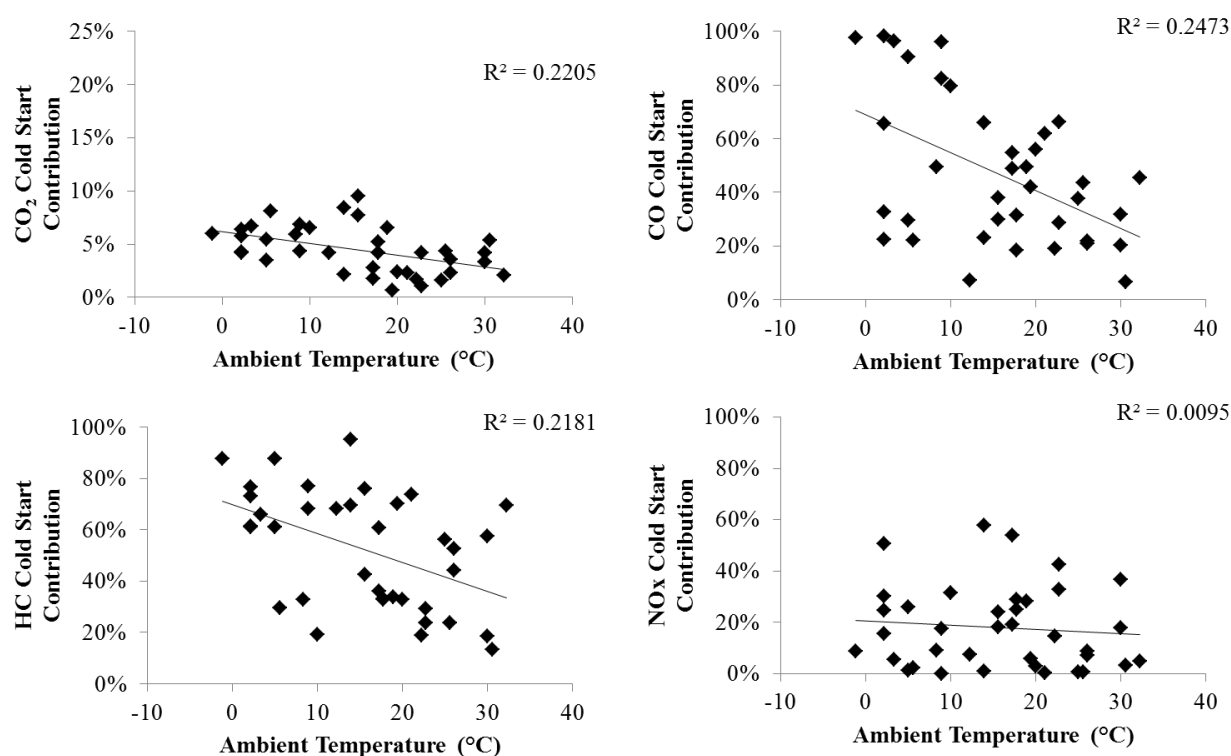 25%
20%
15%
10%
5%
0%
-10 0 10 20 30 40
CO₂ Cold Start
Contribution
Ambient Temperature (°C)
R² = 0.2205
100%
80%
60%
40%
20%
0%
-10 0 10 20 30 40
CO Cold Start
Contribution
Ambient Temperature (°C)
R² = 0.2473
100%
80%
60%
40%
20%
0%
-10 0 10 20 30 40
HC Cold Start
Contribution
Ambient Temperature (°C)
R² = 0.2181
100%
80%
60%
40%
20%
0%
-10 0 10 20 30 40
NOx Cold Start
Contribution
Ambient Temperature (°C)
R² = 0.0095